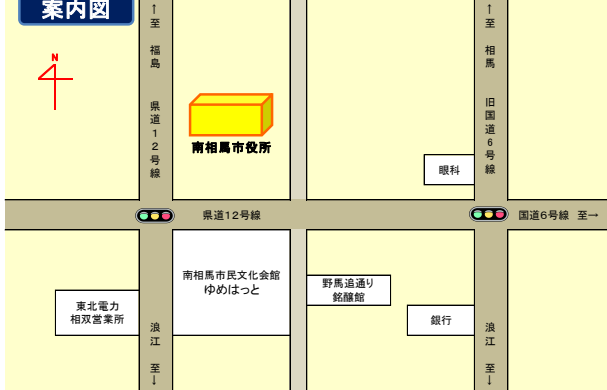 案内図
↑至 福島 県道12号線
↑至 相馬 旧国道6号線
N
南相馬市役所
眼科
県道12号線
国道6号線 至→
南相馬市民文化会館
ゆめはっと
野馬追通り
銘醸館
東北電力
相双営業所
銀行
浪江 至↓
浪江 至↓